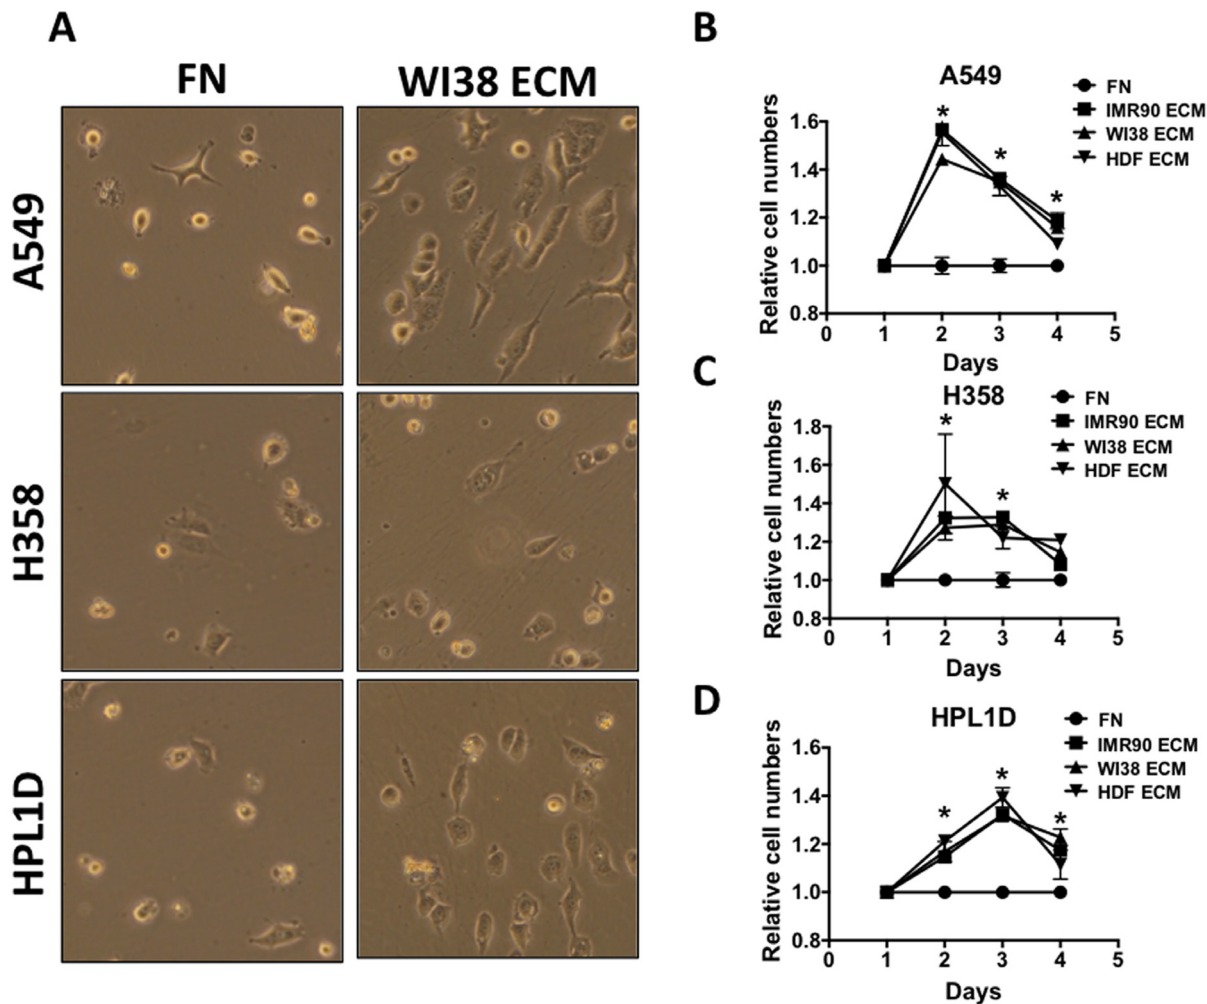 A
FN
WI38 ECM
A549
H358
HPL1D
B
A549
FN
IMR90 ECM
WI38 ECM
HDF ECM
*
*
*
Relative cell numbers
1.6
1.4
1.2
1.0
0.8
0 1 2 3 4 5
Days
C
H358
FN
IMR90 ECM
WI38 ECM
HDF ECM
*
*
Relative cell numbers
1.8
1.6
1.4
1.2
1.0
0.8
0 1 2 3 4 5
Days
D
HPL1D
FN
IMR90 ECM
WI38 ECM
HDF ECM
*
*
*
Relative cell numbers
1.6
1.4
1.2
1.0
0.8
0 1 2 3 4 5
Days